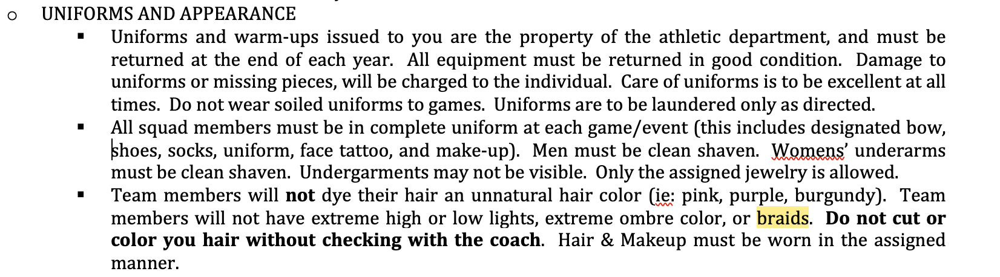 ○ UNIFORMS AND APPEARANCE
▪ Uniforms and warm-ups issued to you are the property of the athletic department, and must be
returned at the end of each year. All equipment must be returned in good condition. Damage to
uniforms or missing pieces, will be charged to the individual. Care of uniforms is to be excellent at all
times. Do not wear soiled uniforms to games. Uniforms are to be laundered only as directed.
▪ All squad members must be in complete uniform at each game/event (this includes designated bow,
shoes, socks, uniform, face tattoo, and make-up). Men must be clean shaven. Womens’ underarms
must be clean shaven. Undergarments may not be visible. Only the assigned jewelry is allowed.
▪ Team members will not dye their hair an unnatural hair color (ie: pink, purple, burgundy). Team
members will not have extreme high or low lights, extreme ombre color, or braids. Do not cut or
color you hair without checking with the coach. Hair & Makeup must be worn in the assigned
manner.